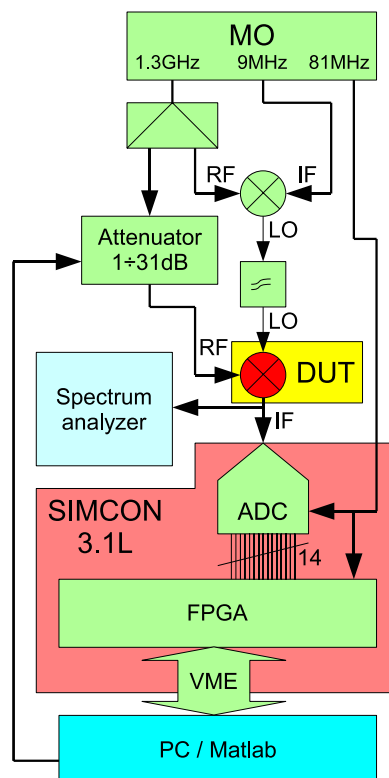 MO
1.3GHz 9MHz 81MHz
RF IF
LO
Attenuator
1÷31dB
LO
RF
DUT
Spectrum
analyzer
IF
SIMCON
3.1L
ADC
14
FPGA
VME
PC / Matlab